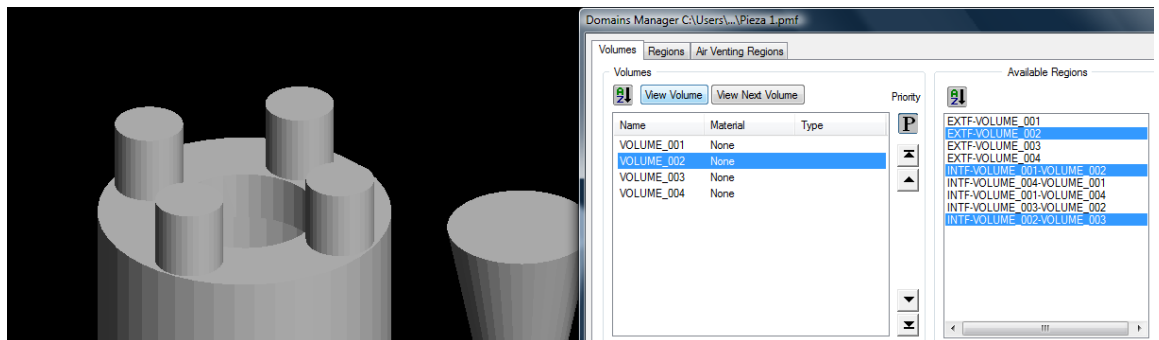 Domains Manager C:\Users\...\Pieza 1.pmf
Volumes Regions Air Venting Regions
Volumes
View Volume View Next Volume Priority
P
Name Material Type
VOLUME_001 None
VOLUME_002 None
VOLUME_003 None
VOLUME_004 None
Available Regions
A
Z
EXTF-VOLUME_001
EXTF-VOLUME_002
EXTF-VOLUME_003
EXTF-VOLUME_004
INTF-VOLUME_001-VOLUME_002
INTF-VOLUME_004-VOLUME_001
INTF-VOLUME_001-VOLUME_004
INTF-VOLUME_003-VOLUME_002
INTF-VOLUME_002-VOLUME_003